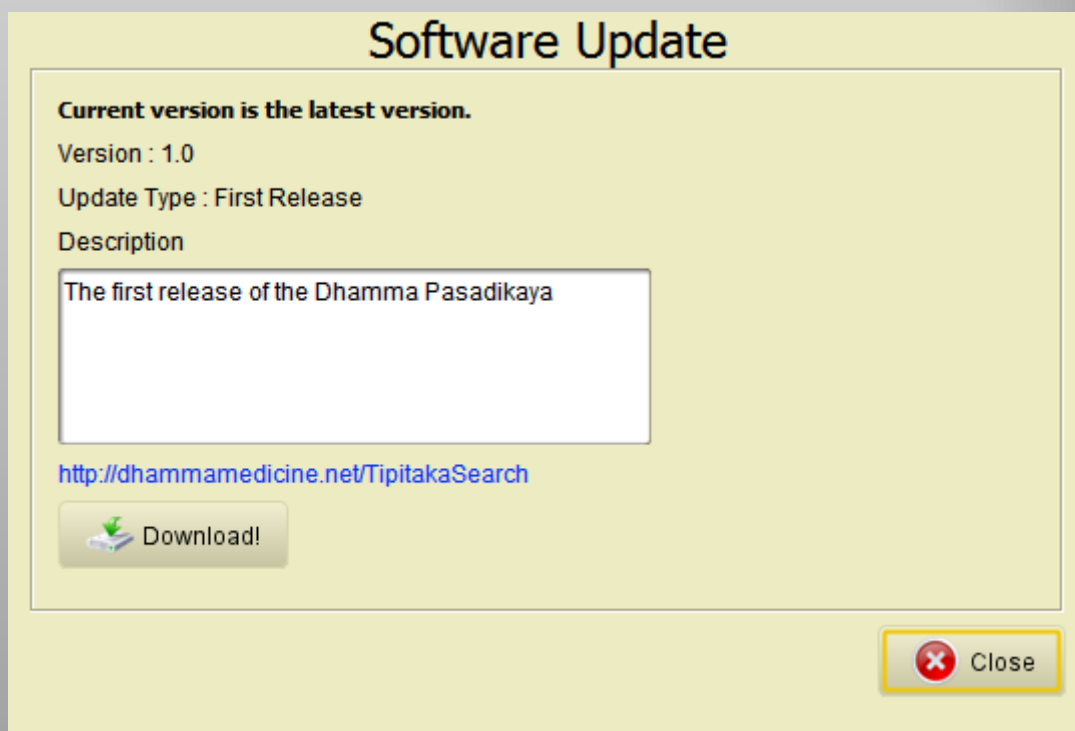 Software Update
Current version is the latest version.
Version : 1.0
Update Type : First Release
Description
The first release of the Dhamma Pasadikaya
http://dhammamedicine.net/TipitakaSearch
Download!
Close